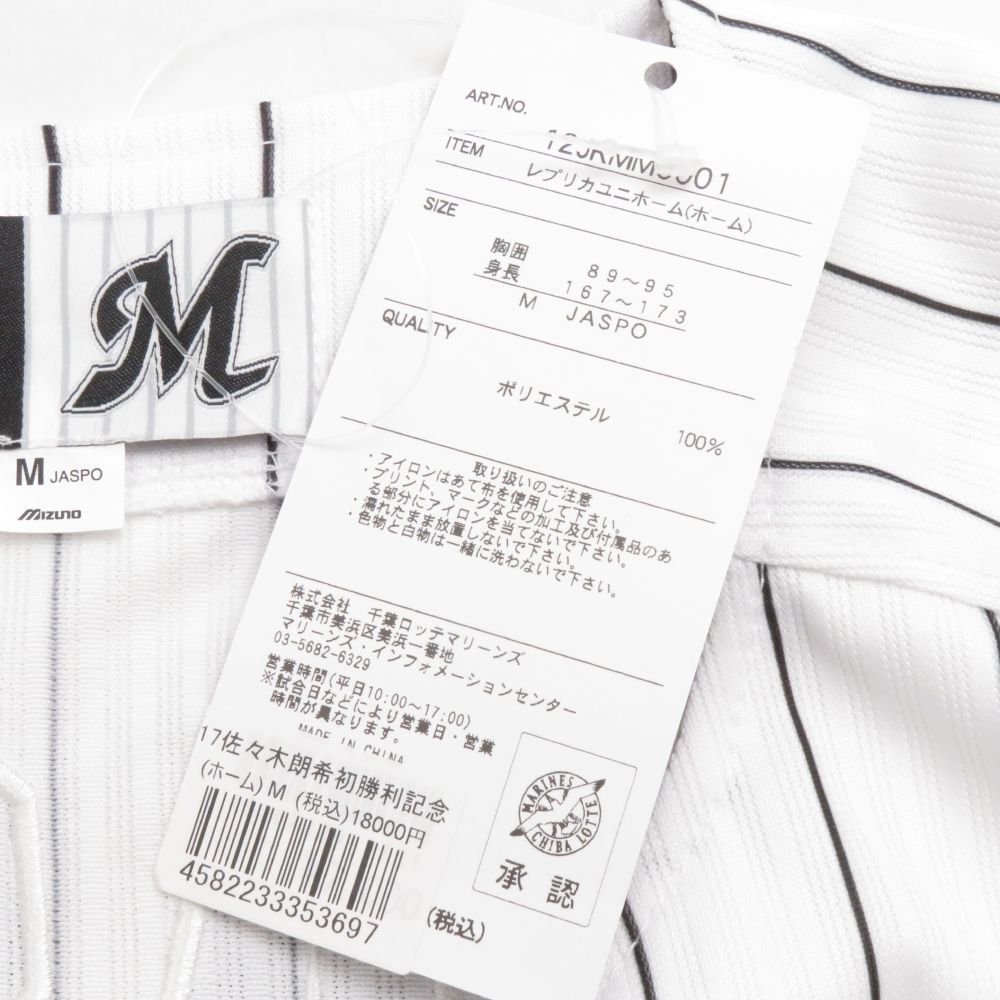 M
M JASPO
MIZUNO
ART.NO.
ITEM
レプリカユニホーム(ホーム)
SIZE
胸囲 89～95
身長 167～173
M JASPO
QUALITY
ポリエステル
100%
取り扱いのご注意
・アイロンはあて布を使用して下さい。
プリント、マークなどの加工及び付属品のあ
る部分にアイロンを当てないで下さい。
・濡れたまま放置しないで下さい。
・色物と白物は一緒に洗わないで下さい。
株式会社 千葉ロッテマリーンズ
千葉市美浜区美浜一番地
マリーンズ・インフォメーションセンター
03-5682-6329
営業時間(平日10:00～17:00)
※試合日などにより営業日・営業
時間が異なります。
MADE IN CHINA
17佐々木朗希初勝利記念
(ホーム) M (税込)18000円
4582233353697
(税込)
MARINES
CHIBA LOTTE
承認